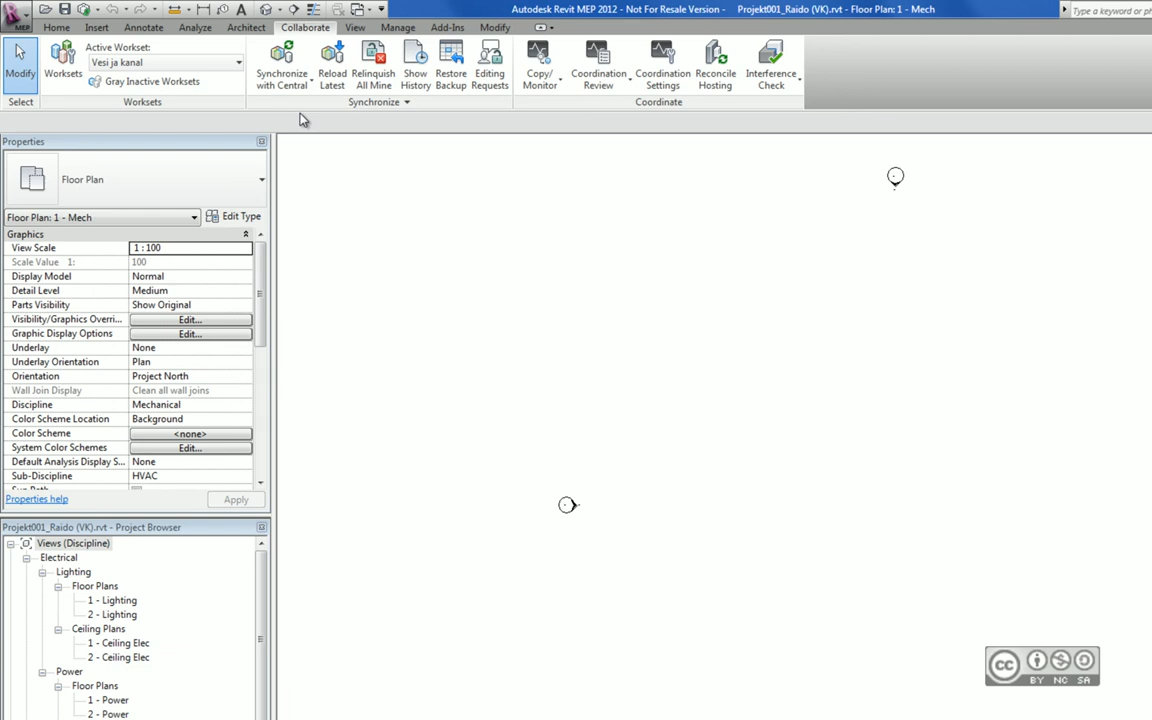 Autodesk Revit MEP 2012 - Not For Resale Version - Projekt001_Raido (VK).rvt - Floor Plan: 1 - Mech
Type a keyword or ph
MEP
Home Insert Annotate Analyze Architect Collaborate View Manage Add-Ins Modify
Active Workset:
Vesi ja kanal
Gray Inactive Worksets
Modify
Worksets
Synchronize with Central
Reload Latest
Relinquish All Mine
Show History
Restore Backup
Editing Requests
Copy/ Monitor
Coordination Review
Coordination Settings
Reconcile Hosting
Interference Check
Select
Worksets
Synchronize
Coordinate
Properties
Floor Plan
Floor Plan: 1 - Mech
Edit Type
Graphics
View Scale 1 : 100
Scale Value 1: 100
Display Model Normal
Detail Level Medium
Parts Visibility Show Original
Visibility/Graphics Overri... Edit...
Graphic Display Options Edit...
Underlay None
Underlay Orientation Plan
Orientation Project North
Wall Join Display Clean all wall joins
Discipline Mechanical
Color Scheme Location Background
Color Scheme <none>
System Color Schemes Edit...
Default Analysis Display S... None
Sub-Discipline HVAC
Properties help
Apply
Projekt001_Raido (VK).rvt - Project Browser
Views (Discipline)
Electrical
Lighting
Floor Plans
1 - Lighting
2 - Lighting
Ceiling Plans
1 - Ceiling Elec
2 - Ceiling Elec
Power
Floor Plans
1 - Power
2 - Power
cc
BY NC SA